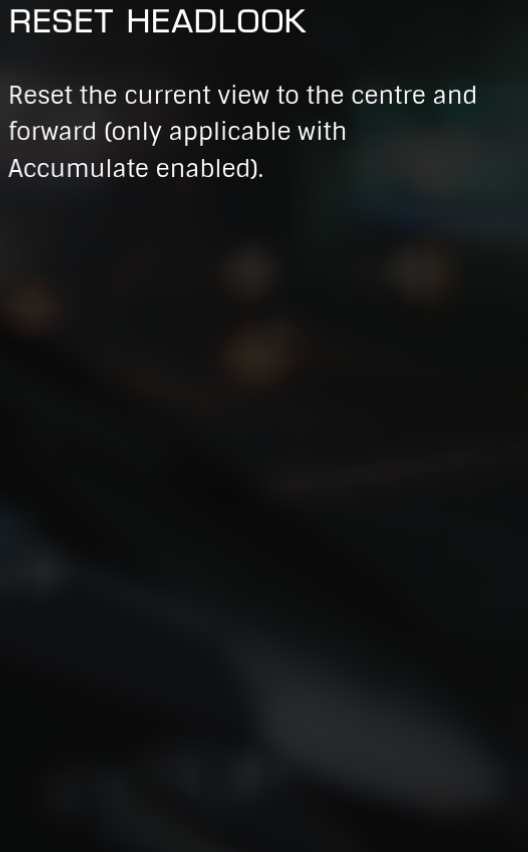 RESET HEADLOOK
Reset the current view to the centre and
forward (only applicable with
Accumulate enabled).